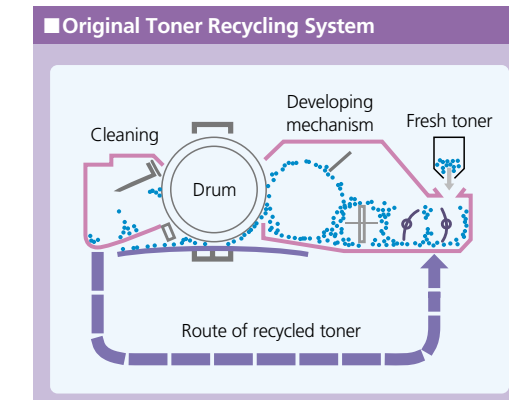 ■Original Toner Recycling System
Developing
mechanism
Fresh toner
Cleaning
Drum
Route of recycled toner